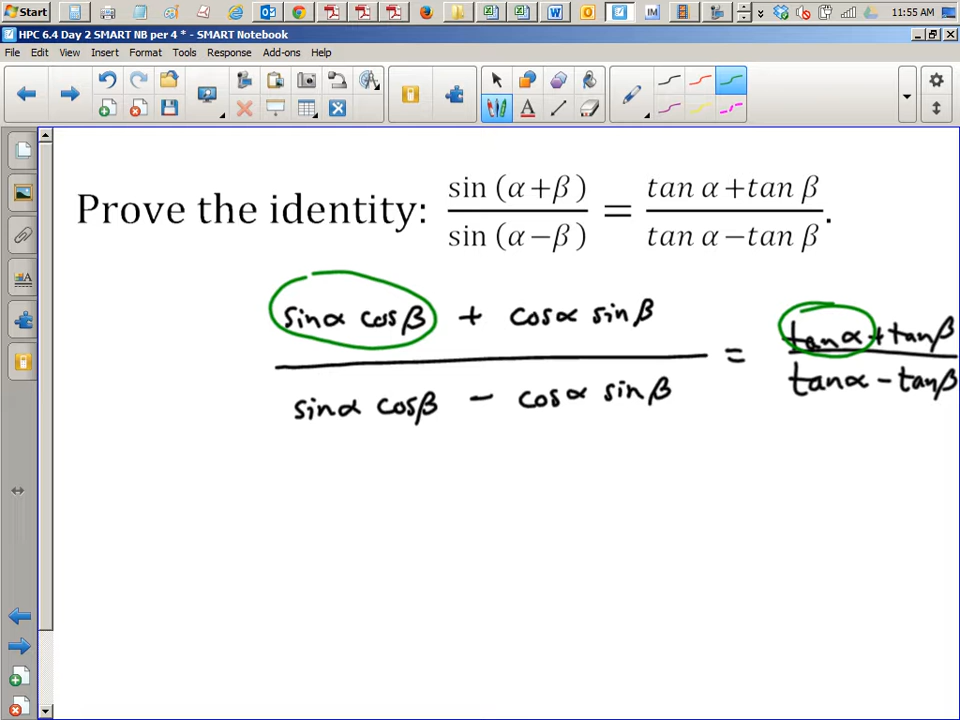 Start
11:55 AM
HPC 6.4 Day 2 SMART NB per 4 * - SMART Notebook
File Edit View Insert Format Tools Response Add-ons Help
Prove the identity: sin (α+β) / sin (α−β) = tan α+tan β / tan α−tan β.
sinα cosβ + cosα sinβ
= tanα + tanβ
sinα cosβ − cosα sinβ
tanα − tanβ